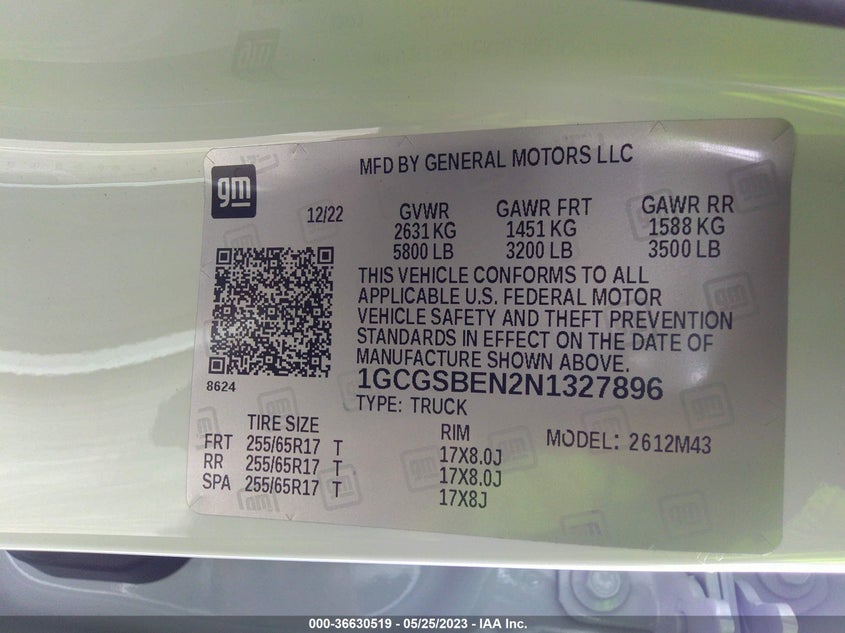 gm
MFD BY GENERAL MOTORS LLC
12/22
GVWR GAWR FRT GAWR RR
2631 KG 1451 KG 1588 KG
5800 LB 3200 LB 3500 LB
THIS VEHICLE CONFORMS TO ALL
APPLICABLE U.S. FEDERAL MOTOR
VEHICLE SAFETY AND THEFT PREVENTION
STANDARDS IN EFFECT ON THE DATE OF
MANUFACTURE SHOWN ABOVE.
8624
1GCGSBEN2N1327896
TYPE: TRUCK
TIRE SIZE RIM MODEL: 2612M43
FRT 255/65R17 T 17X8.0J
RR 255/65R17 T 17X8.0J
SPA 255/65R17 T 17X8J
000-36630519 / 05/25/2023 - IAA Inc.